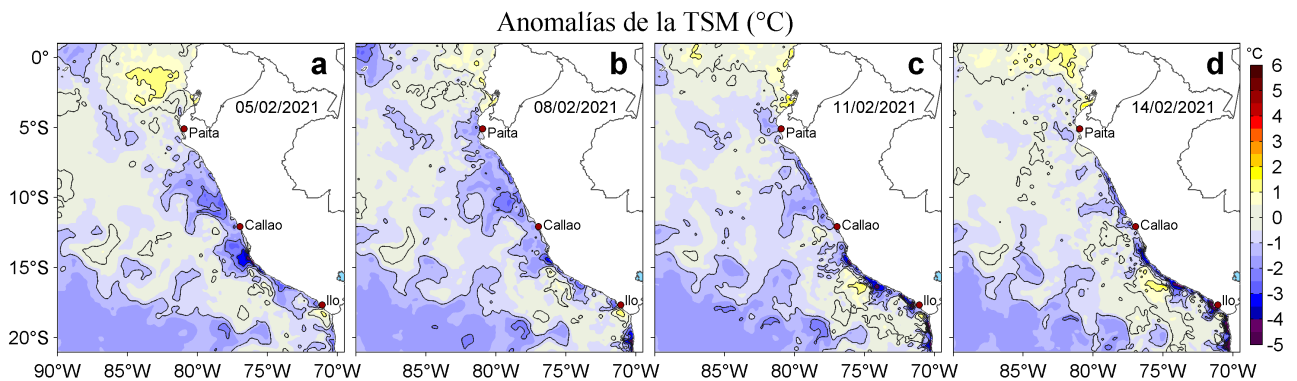 Anomalías de la TSM (°C)
a
05/02/2021
Paita
Callao
Ilo
b
08/02/2021
Paita
Callao
Ilo
c
11/02/2021
Paita
Callao
Ilo
d
14/02/2021
Paita
Callao
Ilo
0°
5°S
10°S
15°S
20°S
90°W 85°W 80°W 75°W 70°W
85°W 80°W 75°W 70°W
85°W 80°W 75°W 70°W
85°W 80°W 75°W 70°W
°C
6
5
4
3
2
1
0
-1
-2
-3
-4
-5